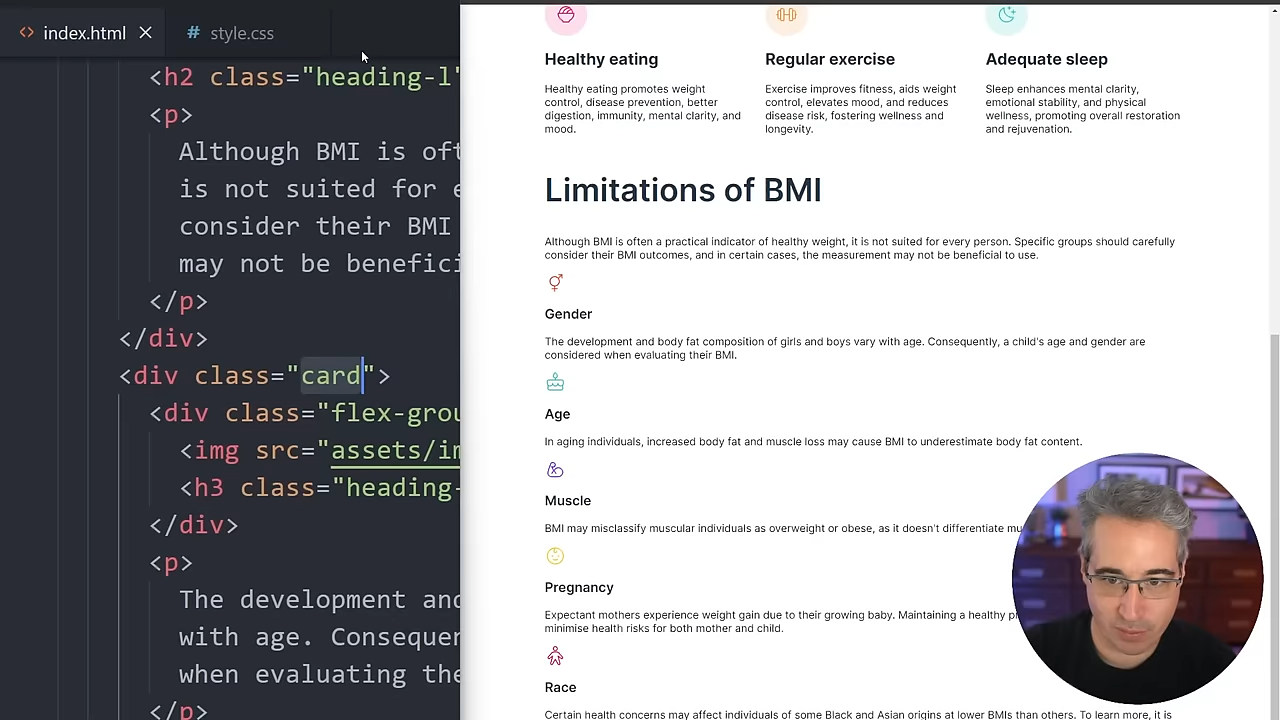 index.html
# style.css
<h2 class="heading-l"
<p>
Although BMI is oft
is not suited for e
consider their BMI
may not be benefici
</p>
</div>
<div class="card">
<div class="flex-grou
<img src="assets/im
<h3 class="heading-
</div>
<p>
The development and
with age. Consequen
when evaluating the
</p>
Healthy eating
Healthy eating promotes weight
control, disease prevention, better
digestion, immunity, mental clarity, and
mood.
Regular exercise
Exercise improves fitness, aids weight
control, elevates mood, and reduces
disease risk, fostering wellness and
longevity.
Adequate sleep
Sleep enhances mental clarity,
emotional stability, and physical
wellness, promoting overall restoration
and rejuvenation.
Limitations of BMI
Although BMI is often a practical indicator of healthy weight, it is not suited for every person. Specific groups should carefully
consider their BMI outcomes, and in certain cases, the measurement may not be beneficial to use.
Gender
The development and body fat composition of girls and boys vary with age. Consequently, a child's age and gender are
considered when evaluating their BMI.
Age
In aging individuals, increased body fat and muscle loss may cause BMI to underestimate body fat content.
Muscle
BMI may misclassify muscular individuals as overweight or obese, as it doesn't differentiate mu
Pregnancy
Expectant mothers experience weight gain due to their growing baby. Maintaining a healthy p
minimise health risks for both mother and child.
Race
Certain health concerns may affect individuals of some Black and Asian origins at lower BMIs than others. To learn more, it is